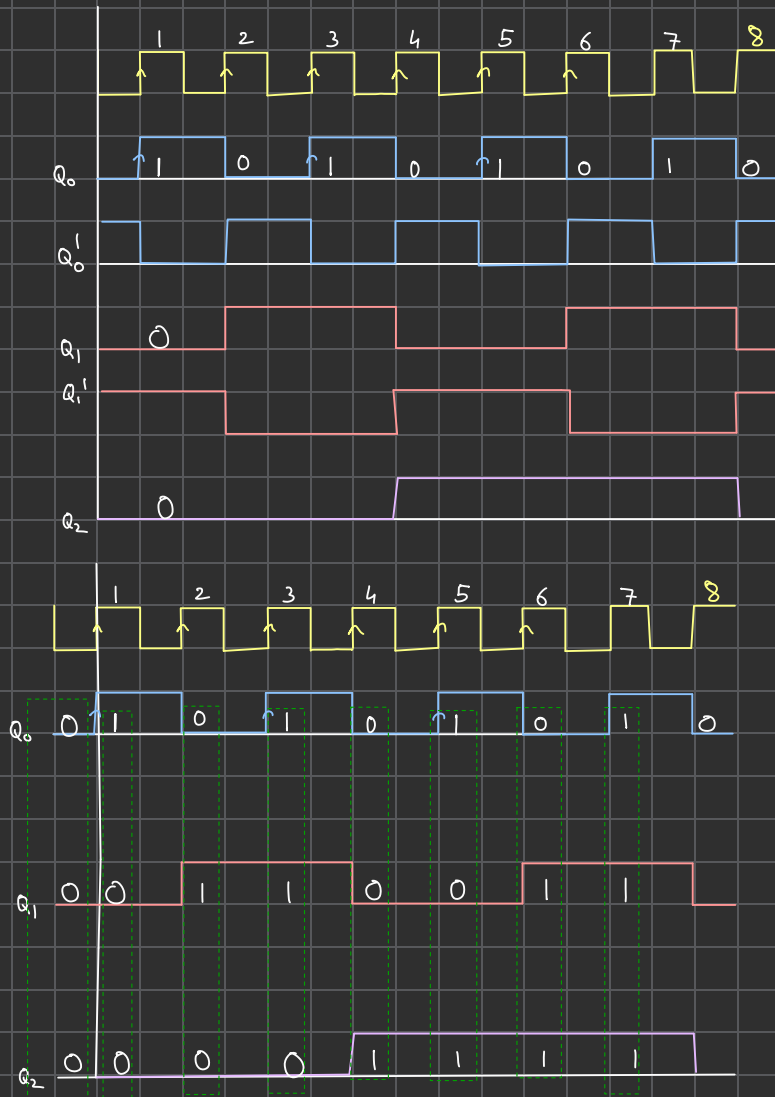 1 2 3 4 5 6 7 8
Q₀ 1 0 1 0 1 0 1 0
Q₀'
Q₁ 0
Q₁'
Q₂ 0
1 2 3 4 5 6 7 8
Q₀ 0 1 0 1 0 1 0 1 0
Q₁ 0 0 1 1 0 0 1 1
Q₂ 0 0 0 0 1 1 1 1